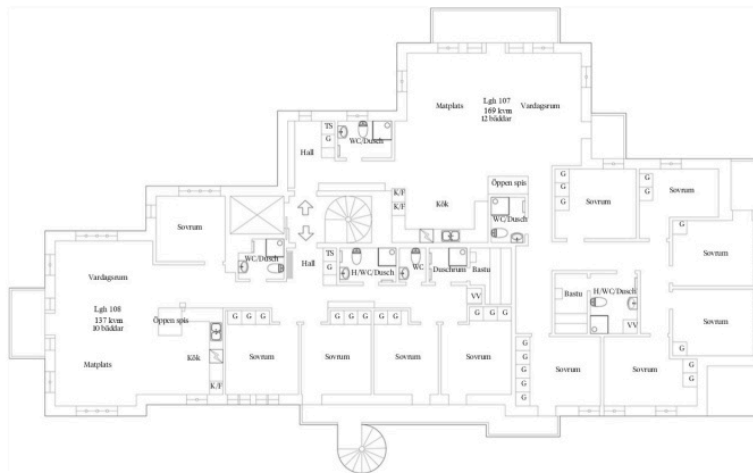 Matplats
Lgh 107
169 kvm
12 bäddar
Vardagsrum
TS
G
WC/Dusch
Hall
Öppen spis
K/F
K/F
Kök
WC/Dusch
G
G
G
Sovrum
G
G
Sovrum
G
Sovrum
Sovrum
WC/Dusch
Hall
TS
G
H/WC/Dusch
WC
Duschrum
Bastu
VV
Bastu
H/WC/Dusch
VV
Vardagsrum
Lgh 108
137 kvm
10 bäddar
Öppen spis
Matplats
Kök
K/F
G
G
G
Sovrum
G
G
G
Sovrum
G
G
Sovrum
G
G
G
Sovrum
G
G
G
G
G
Sovrum
Sovrum
G
G
G
Sovrum